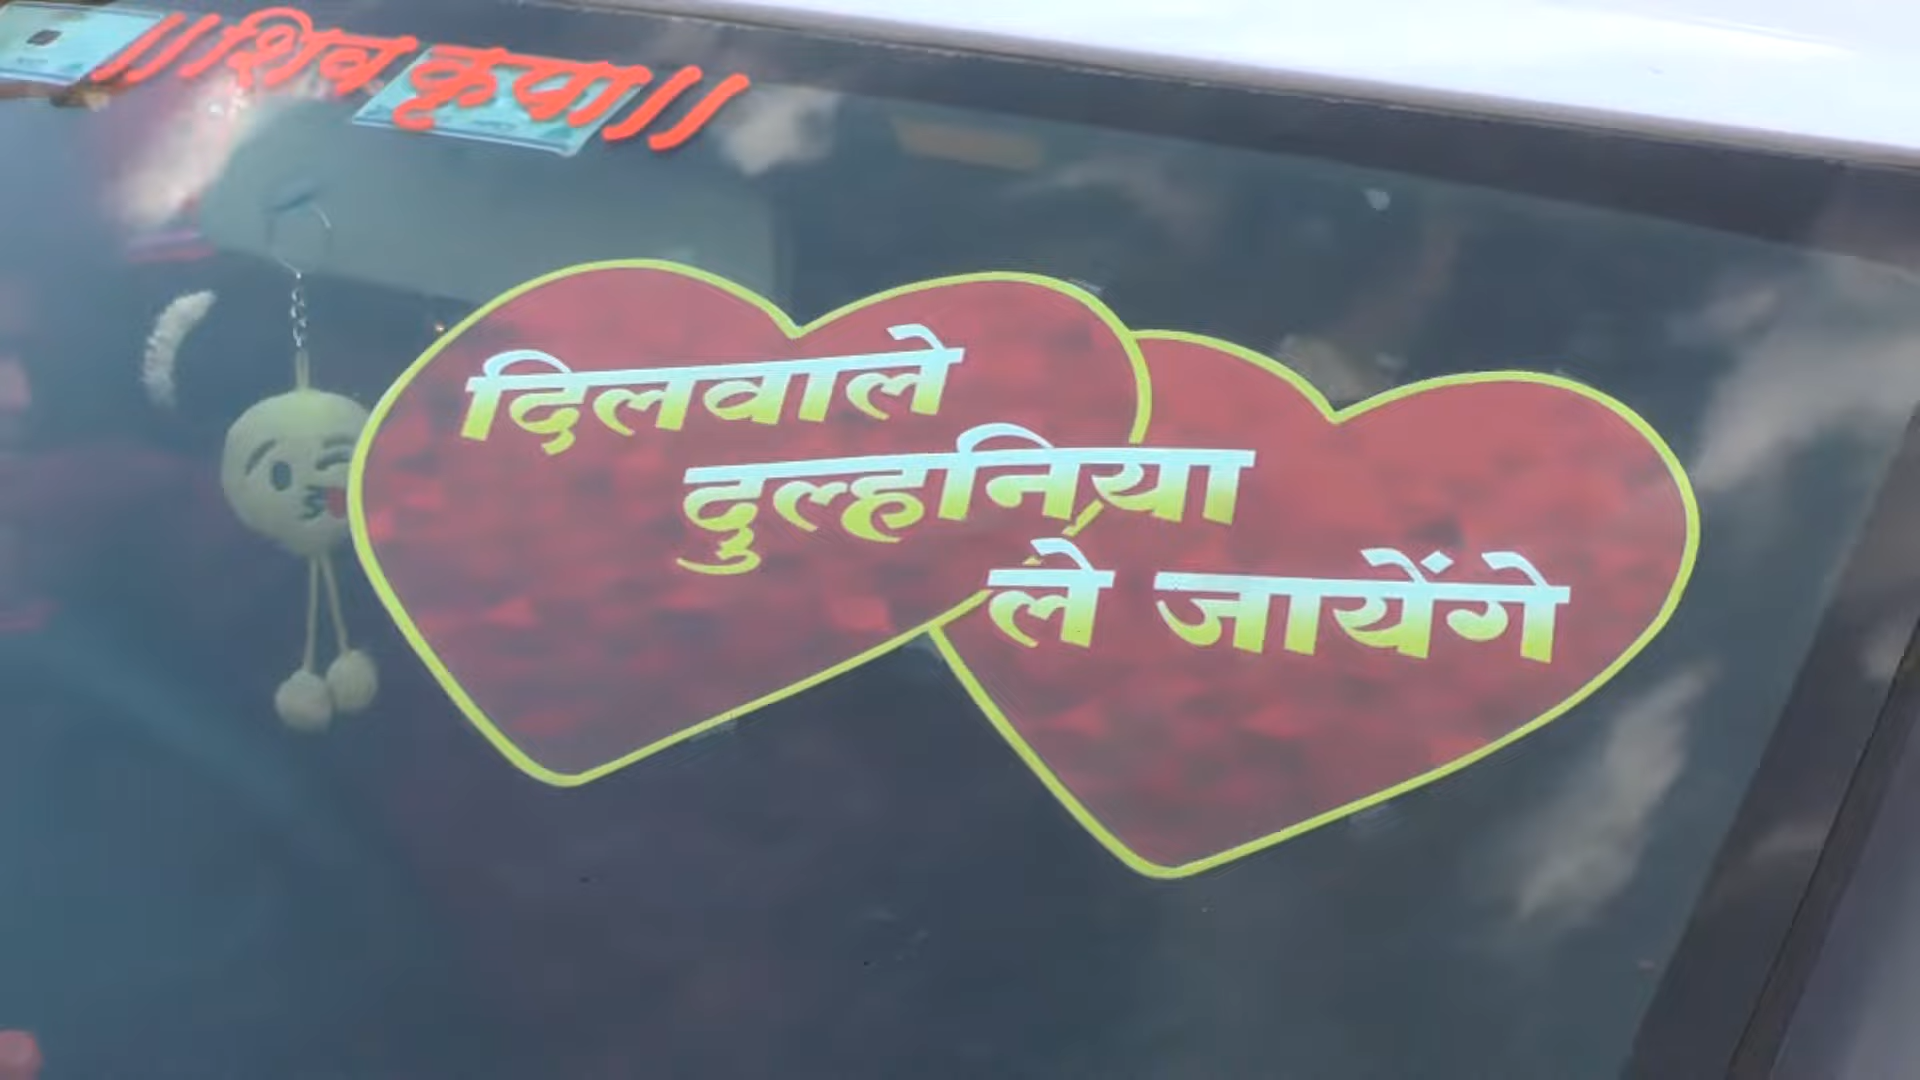 //शिव कृपा//
दिलवाले
दुल्हनिया
ले जायेंगे